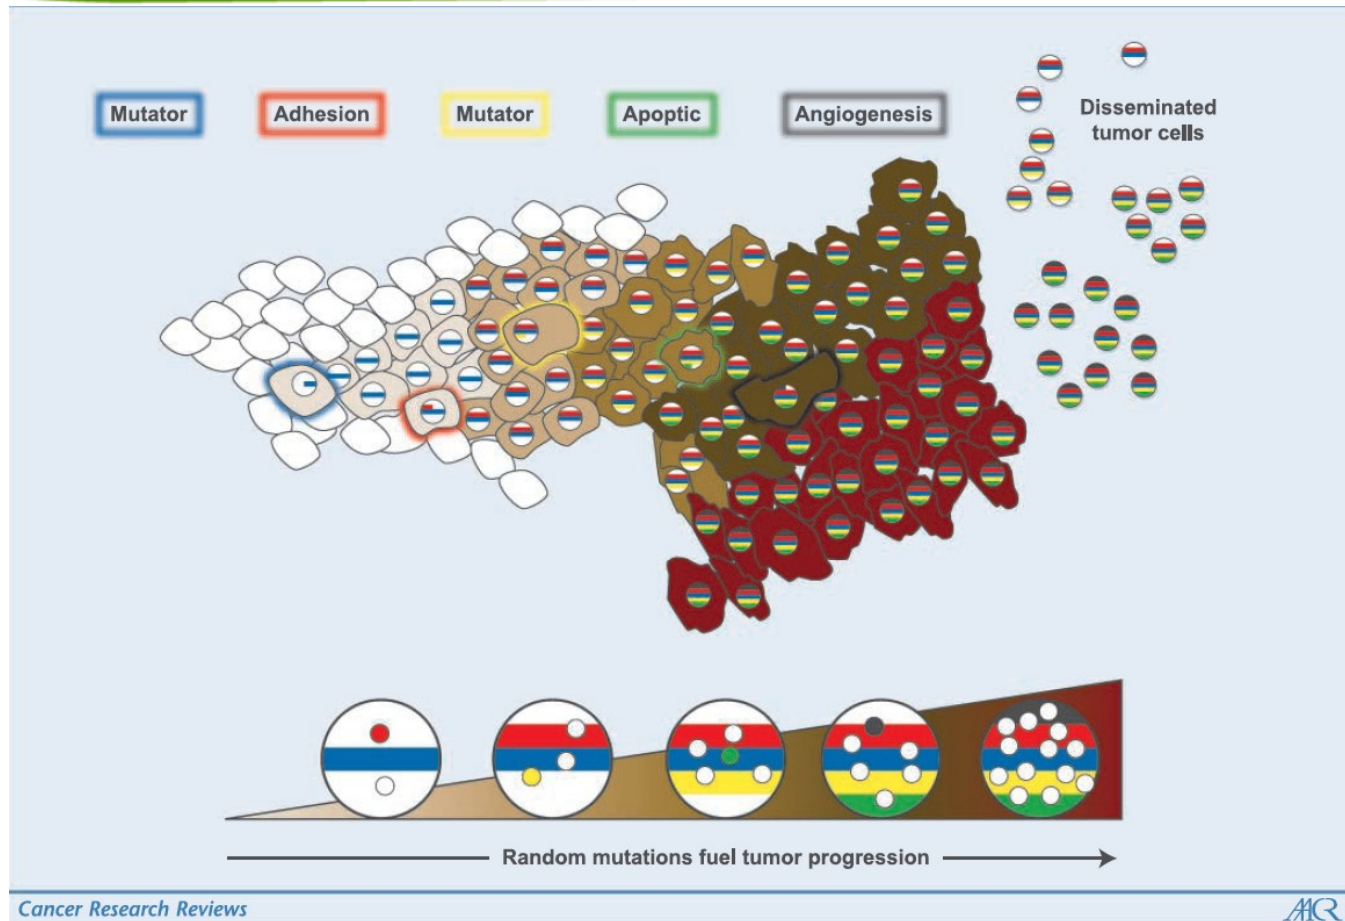 Mutator
Adhesion
Mutator
Apoptic
Angiogenesis
Disseminated
tumor cells
Random mutations fuel tumor progression
Cancer Research Reviews
AACR